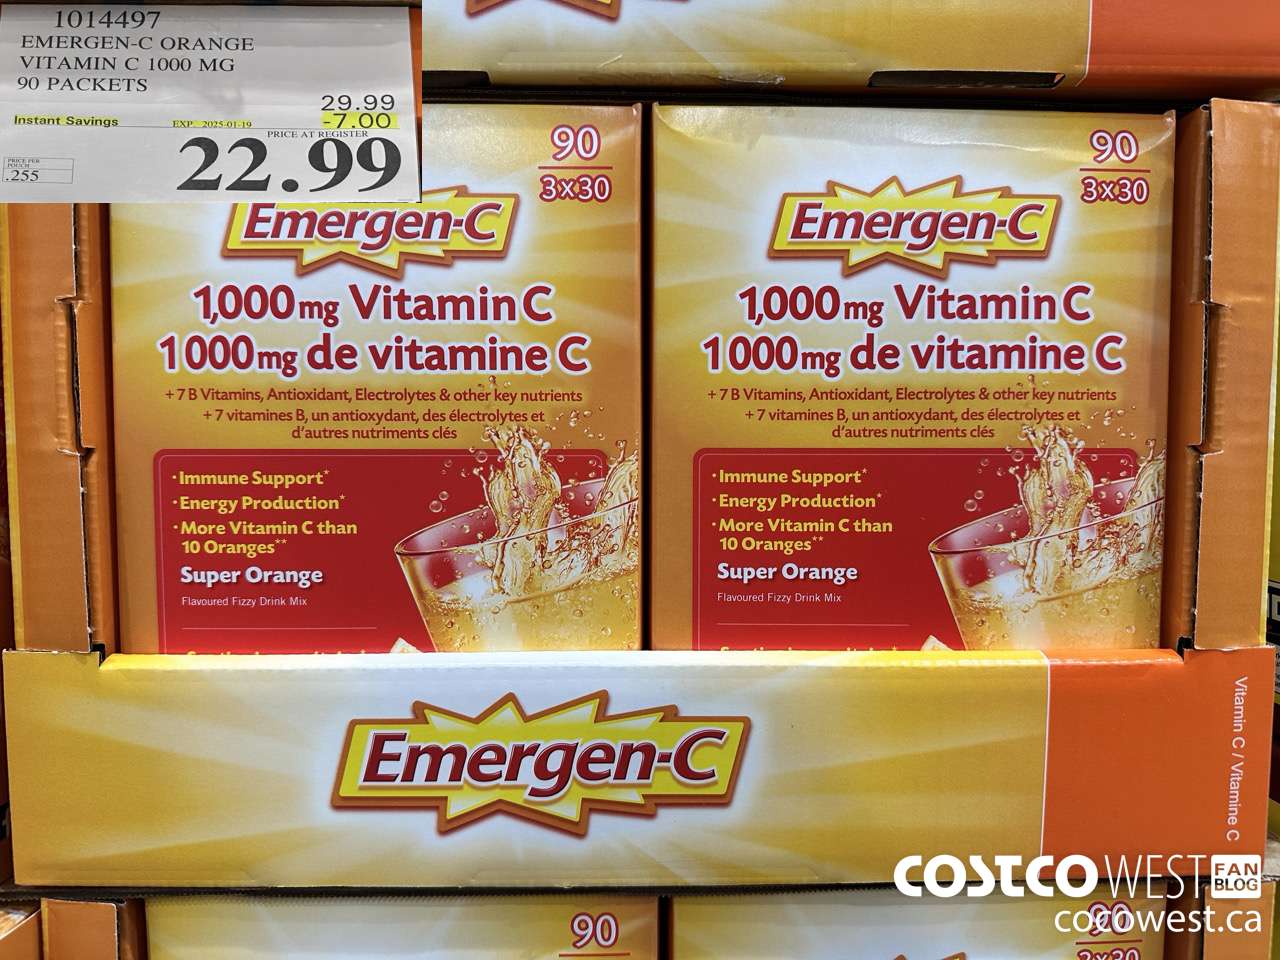 1014497
EMERGEN-C ORANGE
VITAMIN C 1000 MG
90 PACKETS
29.99
Instant Savings EXP. 2025-01-19 -7.00
PRICE AT REGISTER
22.99
PRICE PER
POUCH
.255
90
3x30
Emergen-C
1,000mg Vitamin C
1000mg de vitamine C
+ 7 B Vitamins, Antioxidant, Electrolytes & other key nutrients
+ 7 vitamines B, un antioxydant, des électrolytes et
d'autres nutriments clés
· Immune Support*
· Energy Production*
· More Vitamin C than
10 Oranges**
Super Orange
Flavoured Fizzy Drink Mix
90
3x30
Emergen-C
1,000mg Vitamin C
1000mg de vitamine C
+ 7 B Vitamins, Antioxidant, Electrolytes & other key nutrients
+ 7 vitamines B, un antioxydant, des électrolytes et
d'autres nutriments clés
· Immune Support*
· Energy Production*
· More Vitamin C than
10 Oranges**
Super Orange
Flavoured Fizzy Drink Mix
Emergen-C
Vitamin C / Vitamine C
90
90
3x30
COSTCO WEST FAN BLOG
cocowest.ca